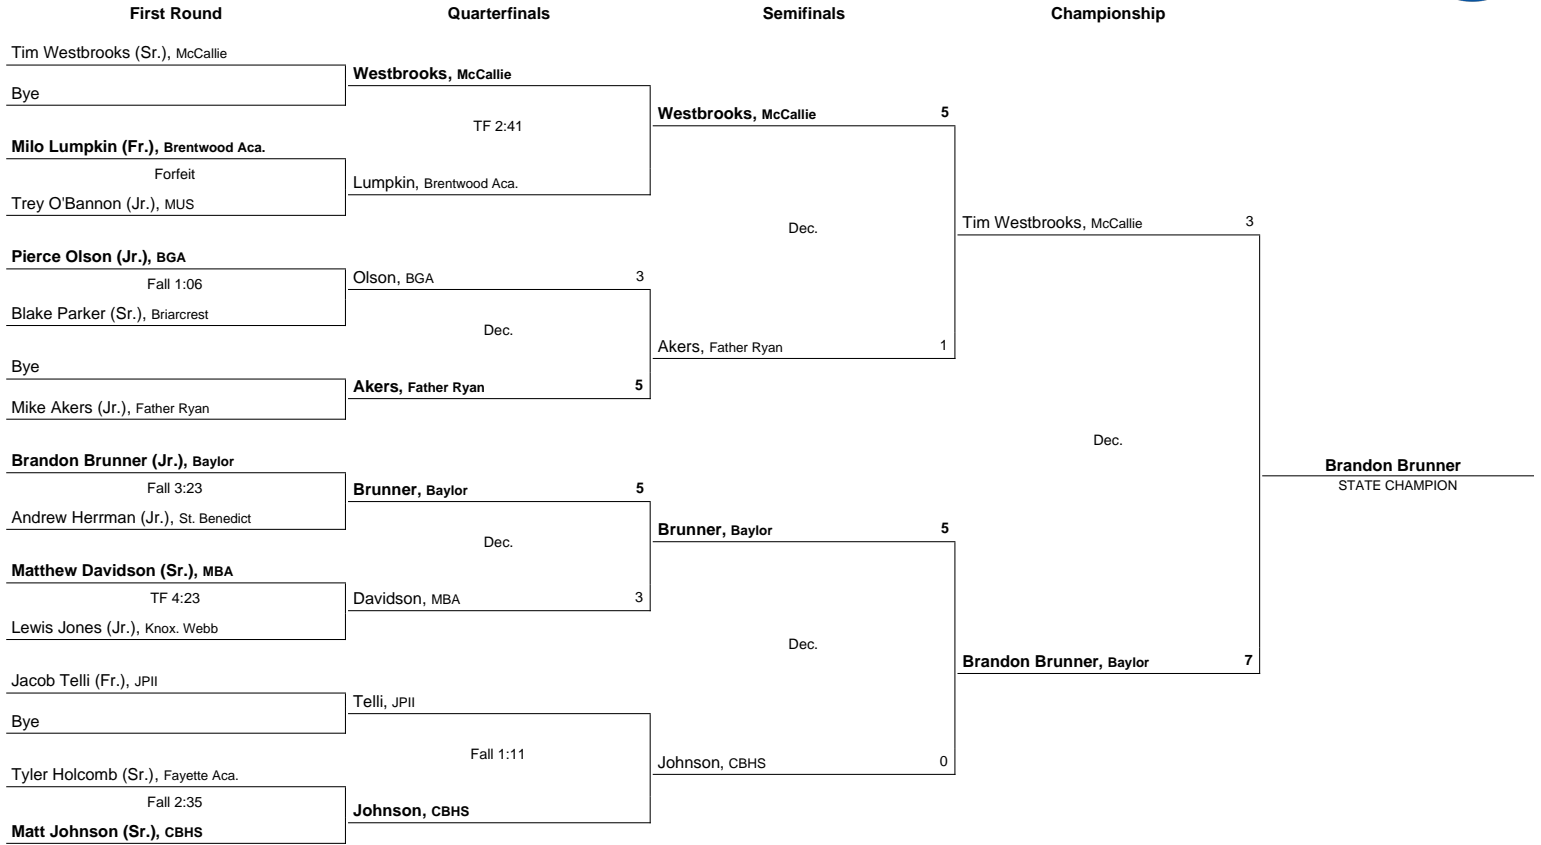 First Round
Quarterfinals
Semifinals
Championship
Tim Westbrooks (Sr.), McCallie
Bye
Milo Lumpkin (Fr.), Brentwood Aca.
Forfeit
Trey O'Bannon (Jr.), MUS
Pierce Olson (Jr.), BGA
Fall 1:06
Blake Parker (Sr.), Briarcrest
Bye
Mike Akers (Jr.), Father Ryan
Brandon Brunner (Jr.), Baylor
Fall 3:23
Andrew Herrman (Jr.), St. Benedict
Matthew Davidson (Sr.), MBA
TF 4:23
Lewis Jones (Jr.), Knox. Webb
Jacob Telli (Fr.), JPII
Bye
Tyler Holcomb (Sr.), Fayette Aca.
Fall 2:35
Matt Johnson (Sr.), CBHS
Westbrooks, McCallie
TF 2:41
Lumpkin, Brentwood Aca.
Olson, BGA 3
Dec.
Akers, Father Ryan 5
Brunner, Baylor 5
Dec.
Davidson, MBA 3
Telli, JPII
Fall 1:11
Johnson, CBHS
Westbrooks, McCallie 5
Dec.
Akers, Father Ryan 1
Brunner, Baylor 5
Dec.
Johnson, CBHS 0
Tim Westbrooks, McCallie 3
Dec.
Brandon Brunner, Baylor 7
Brandon Brunner
STATE CHAMPION